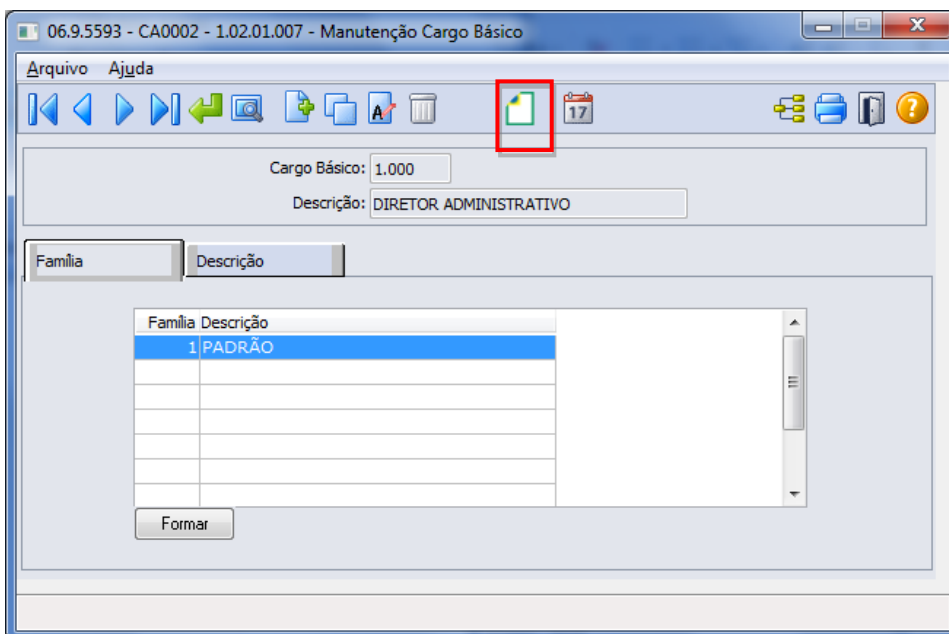 06.9.5593 - CA0002 - 1.02.01.007 - Manutenção Cargo Básico
Arquivo Ajuda
17
Cargo Básico: 1.000
Descrição: DIRETOR ADMINISTRATIVO
Família Descrição
Família Descrição
1 PADRÃO
Formar